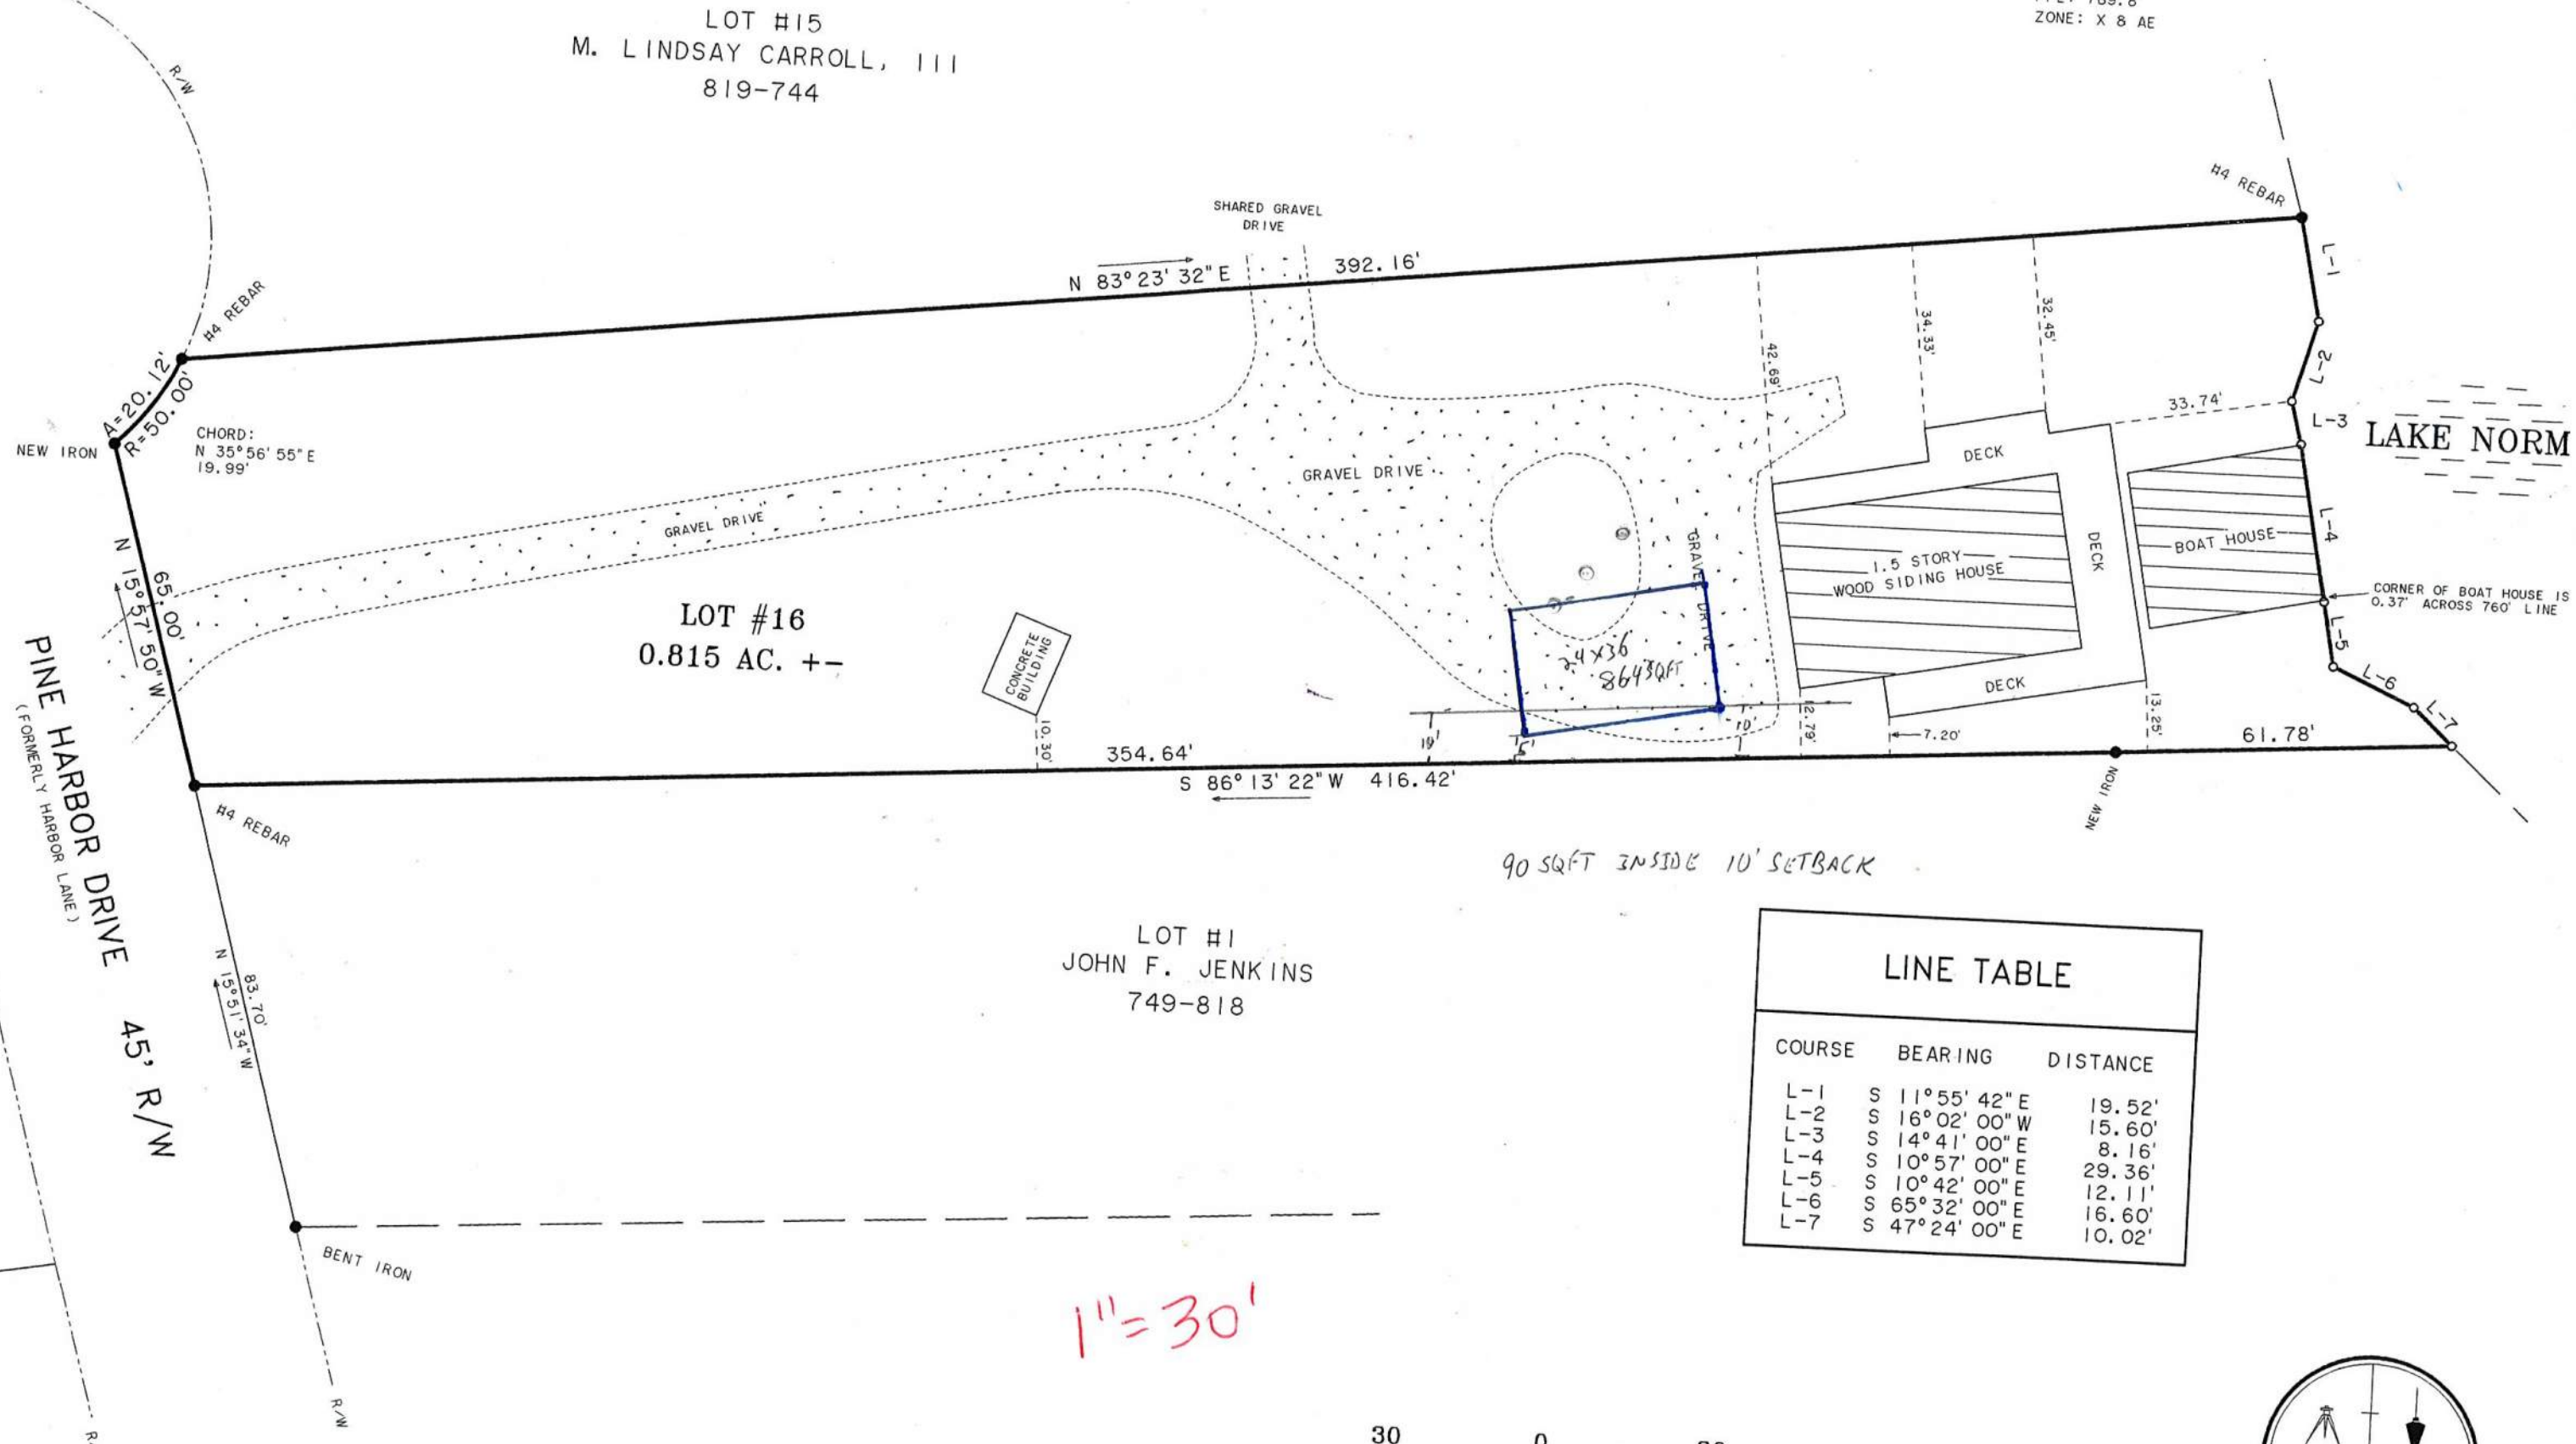 LOT #15
M. LINDSAY CARROLL, III
819-744
ZONE: X & AE
R/W
#4 REBAR
SHARED GRAVEL
DRIVE
N 83°23'32"E
392.16'
#4 REBAR
L-1
L-2
L-3
L-4
L-5
L-6
L-7
A=20.12'
R=50.00'
NEW IRON
CHORD:
N 35°56'55"E
19.99'
42.69'
34.33'
32.45'
33.74'
LAKE NORM
GRAVEL DRIVE
GRAVEL DRIVE
GRAVEL DRIVE
DECK
DECK
DECK
1.5 STORY
WOOD SIDING HOUSE
BOAT HOUSE
CORNER OF BOAT HOUSE IS
0.37' ACROSS 760' LINE
N 15°57'50"W
65.00'
LOT #16
0.815 AC. +-
CONCRETE
BUILDING
24x36
864 SQFT
10.30'
10'
5'
10'
12.79'
7.20'
13.25'
61.78'
354.64'
S 86°13'22"W 416.42'
NEW IRON
#4 REBAR
PINE HARBOR DRIVE 45' R/W
(FORMERLY HARBOR LANE)
90 SQFT INSIDE 10' SETBACK
LOT #1
JOHN F. JENKINS
749-818
N 15°51'34"W
83.70'
LINE TABLE
COURSE BEARING DISTANCE
L-1 S 11°55'42"E 19.52'
L-2 S 16°02'00"W 15.60'
L-3 S 14°41'00"E 8.16'
L-4 S 10°57'00"E 29.36'
L-5 S 10°42'00"E 12.11'
L-6 S 65°32'00"E 16.60'
L-7 S 47°24'00"E 10.02'
BENT IRON
1"=30'
R/W
30 0